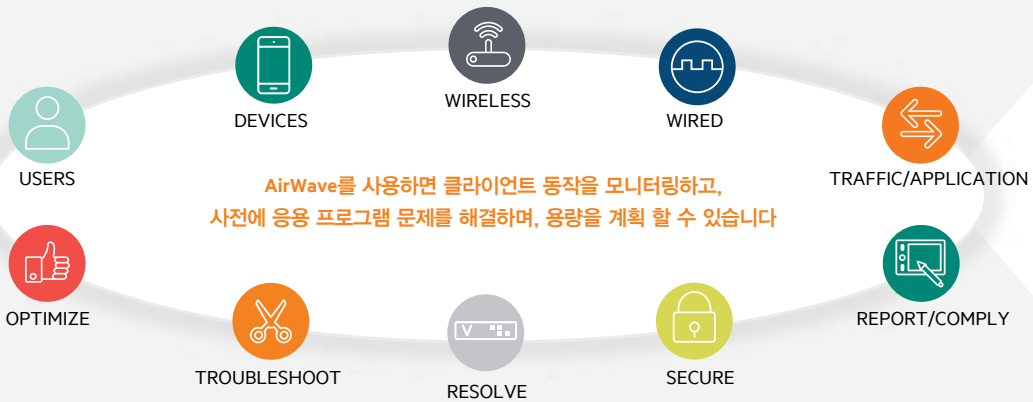 WIRELESS
DEVICES
WIRED
USERS
TRAFFIC/APPLICATION
AirWave를 사용하면 클라이언트 동작을 모니터링하고,
사전에 응용 프로그램 문제를 해결하며, 용량을 계획 할 수 있습니다
OPTIMIZE
REPORT/COMPLY
TROUBLESHOOT
V
RESOLVE
SECURE